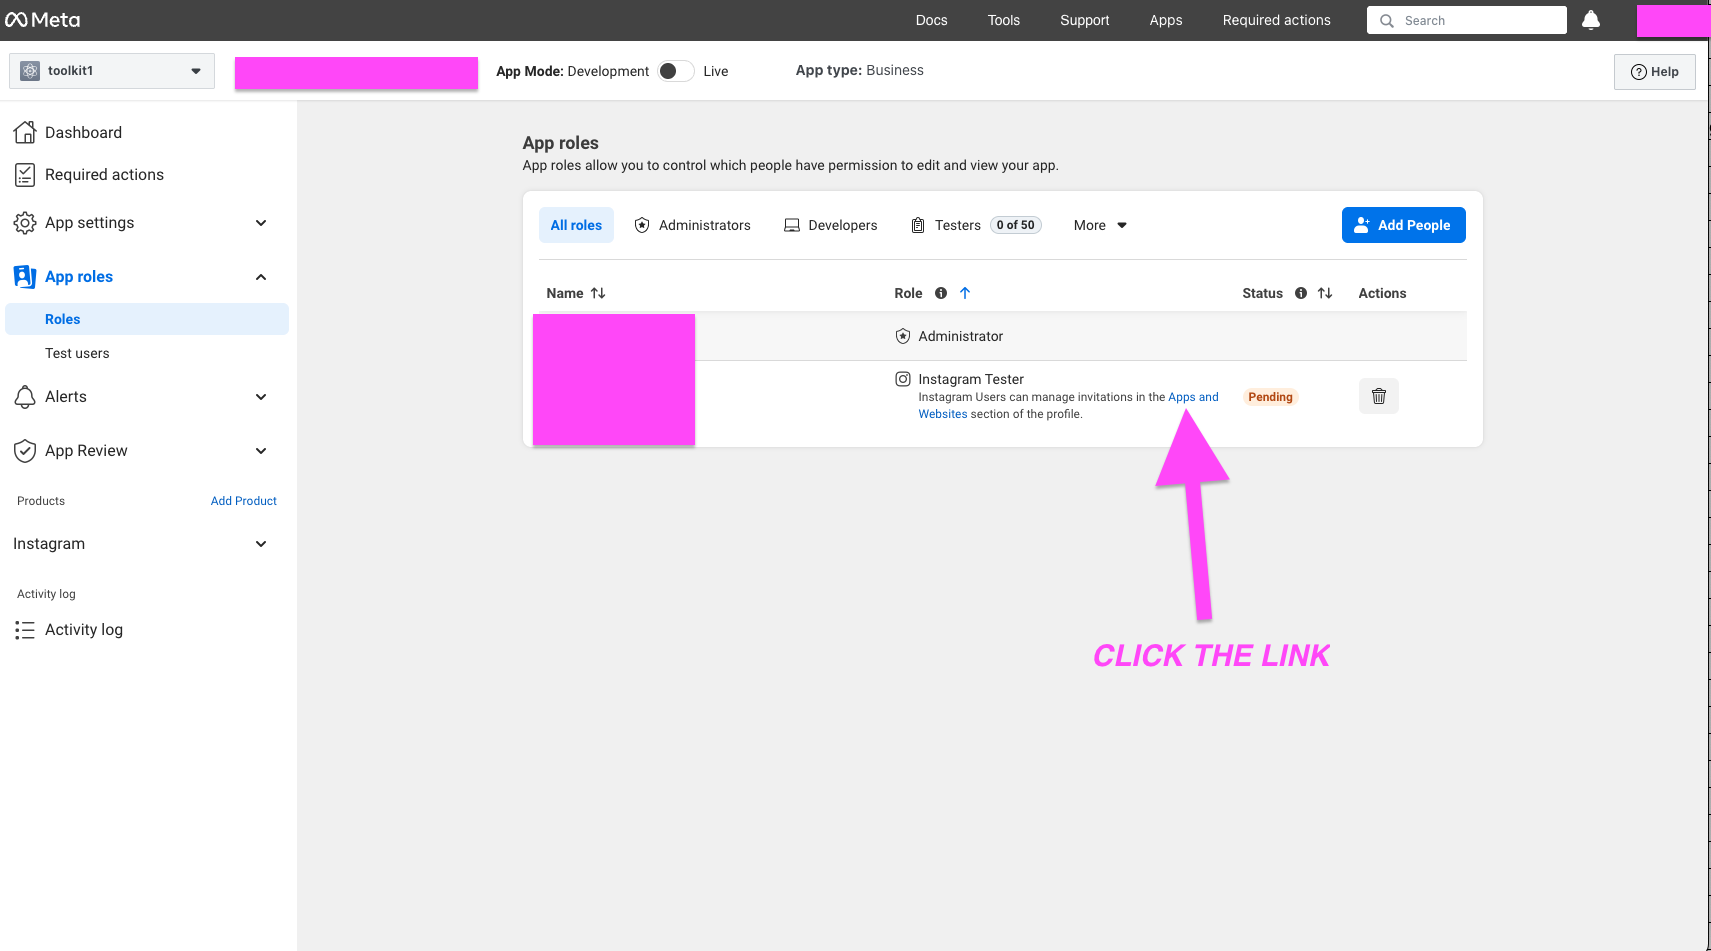 Meta
Docs
Tools
Support
Apps
Required actions
Search
toolkit1
App Mode: Development
Live
App type: Business
Help
Dashboard
Required actions
App settings
App roles
Roles
Test users
Alerts
App Review
Products
Add Product
Instagram
Activity log
Activity log
App roles
App roles allow you to control which people have permission to edit and view your app.
All roles
Administrators
Developers
Testers
0 of 50
More
Add People
Name
Role
Status
Actions
Administrator
Instagram Tester
Instagram Users can manage invitations in the Apps and
Websites section of the profile.
Pending
CLICK THE LINK